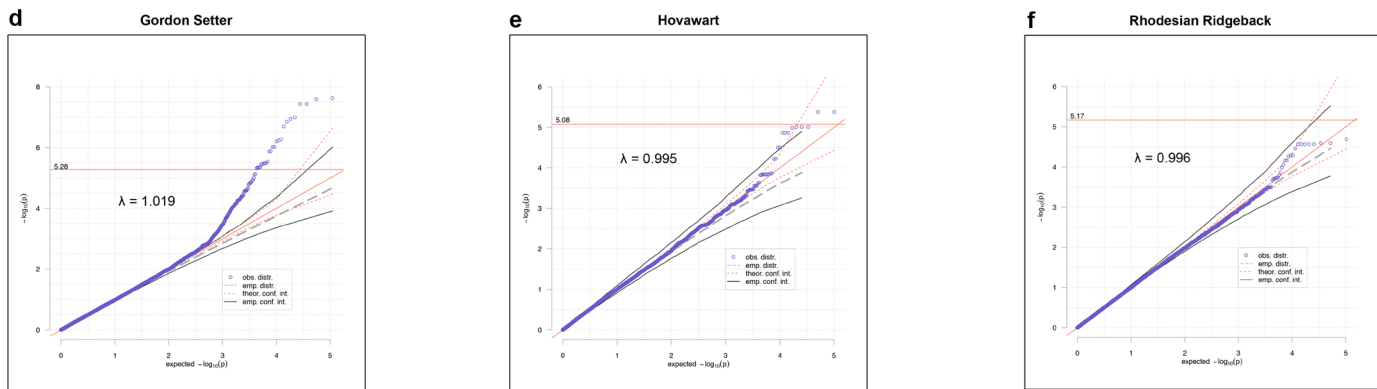 d
Gordon Setter
8
6
4
2
0
-log₁₀(p)
5.28
λ = 1.019
obs. distr.
emp. distr.
theor. conf. int.
emp. conf. int.
0 1 2 3 4 5
expected -log₁₀(p)
e
Hovawart
6
5
4
3
2
1
0
-log₁₀(p)
5.08
λ = 0.995
obs. distr.
emp. distr.
theor. conf. int.
emp. conf. int.
0 1 2 3 4 5
expected -log₁₀(p)
f
Rhodesian Ridgeback
6
5
4
3
2
1
0
-log₁₀(p)
5.17
λ = 0.996
obs. distr.
emp. distr.
theor. conf. int.
emp. conf. int.
0 1 2 3 4 5
expected -log₁₀(p)